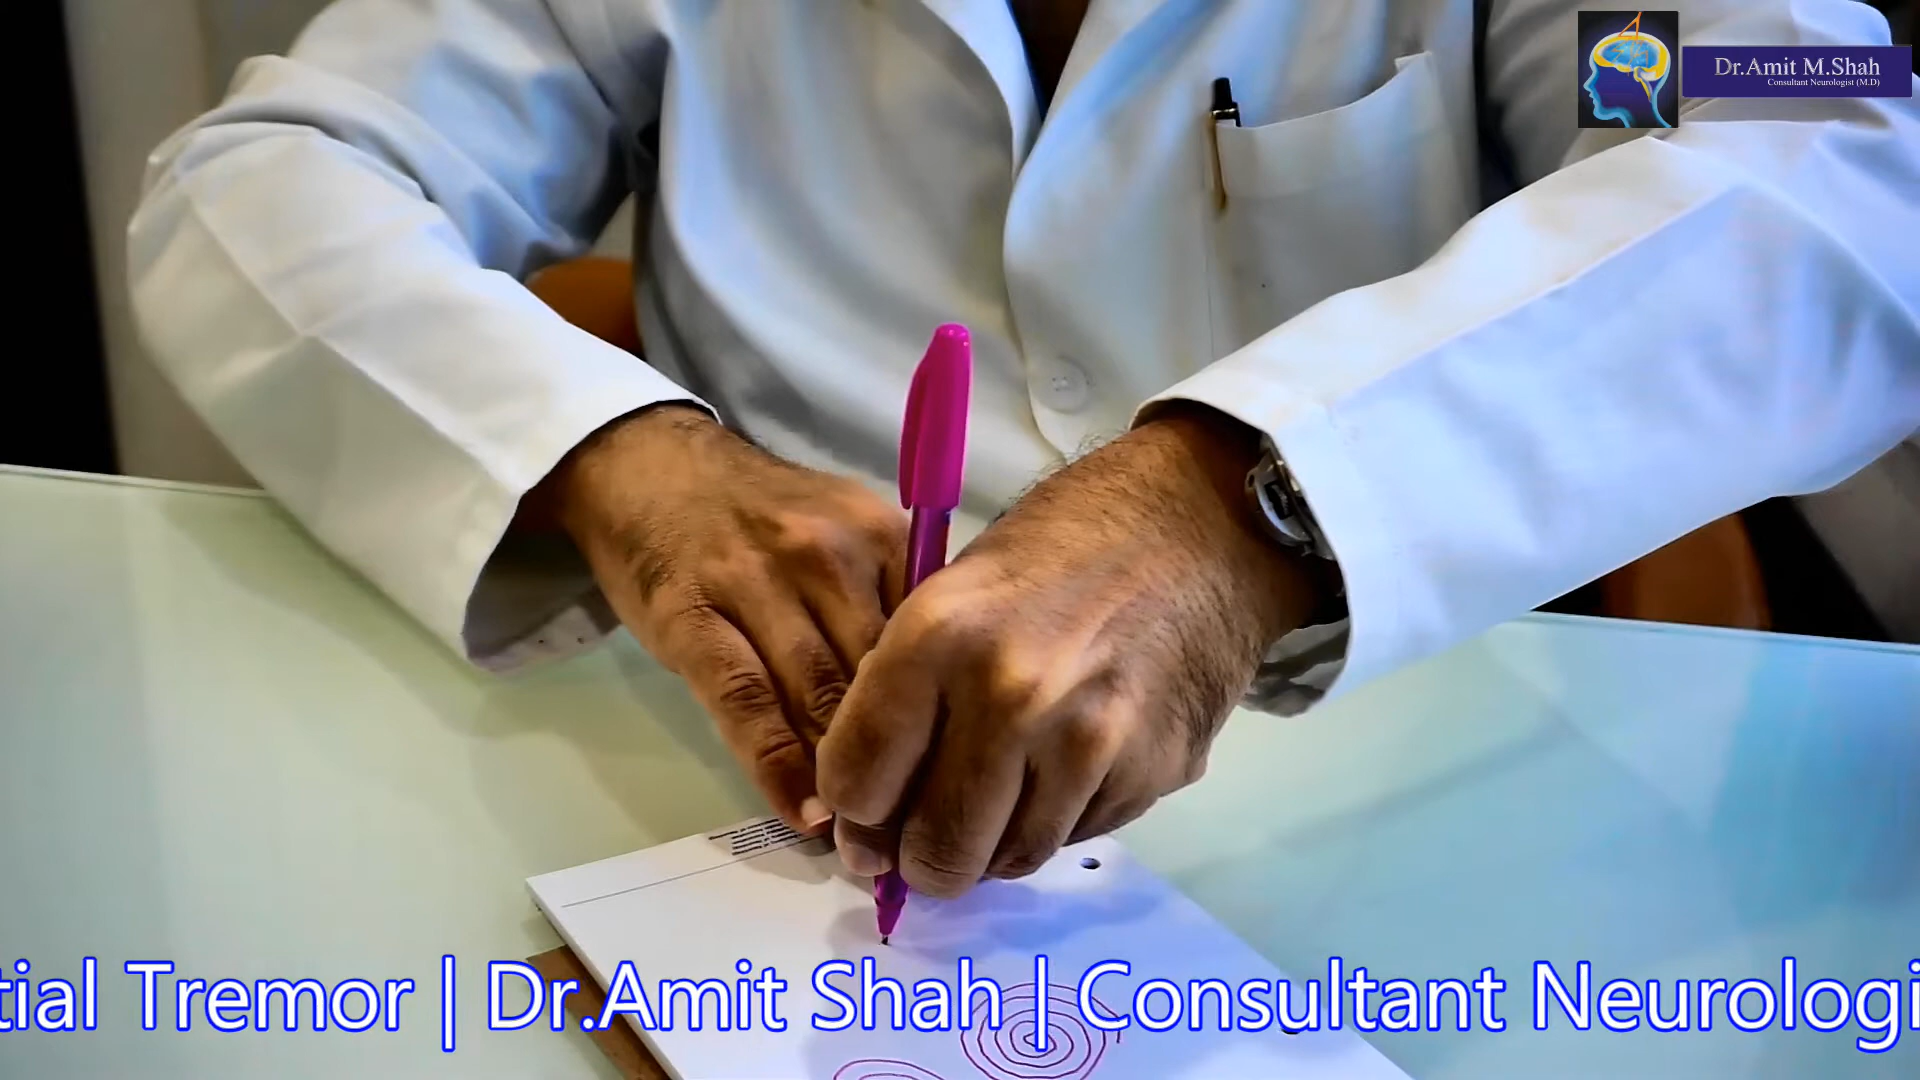 Dr.Amit M.Shah
Consultant Neurologist (M.D)
tial Tremor | Dr.Amit Shah | Consultant Neurologi